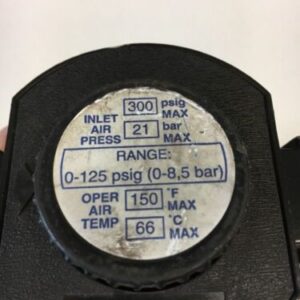 INLET 300 psig MAX
AIR
PRESS 21 bar MAX
RANGE:
0-125 psig (0-8,5 bar)
OPER 150 °F MAX
AIR
TEMP 66 °C MAX